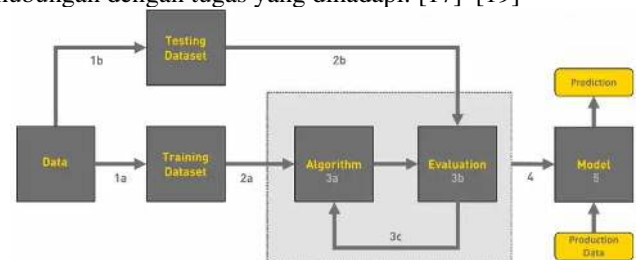 hubungan dengan tugas yang dihadapi. [17] [19]
Testing
Dataset
1b
2b
Prediction
Data
Training
Dataset
Algorithm
3a
Evaluation
3b
Model
5
1a
2a
4
3c
Production
Data